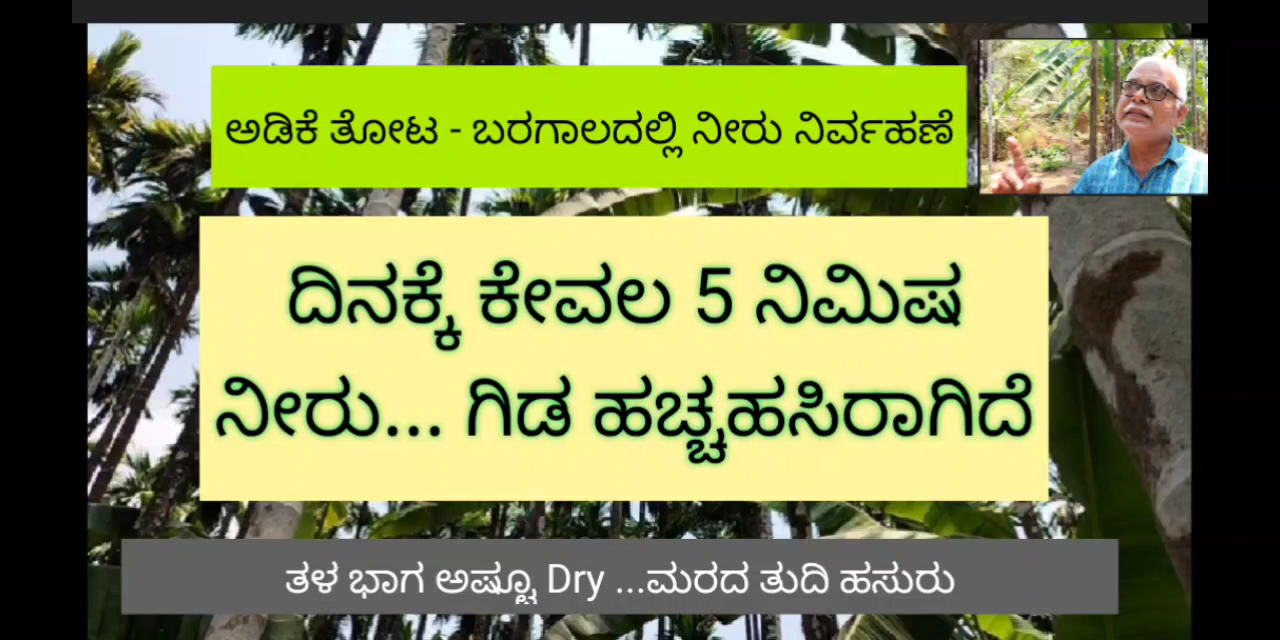 ಅಡಿಕೆ ತೋಟ - ಬರಗಾಲದಲ್ಲಿ ನೀರು ನಿರ್ವಹಣೆ
ದಿನಕ್ಕೆ ಕೇವಲ 5 ನಿಮಿಷ
ನೀರು... ಗಿಡ ಹಚ್ಚಹಸಿರಾಗಿದೆ
ತಳ ಭಾಗ ಅಷ್ಟೂ Dry ...ಮರದ ತುದಿ ಹಸುರು